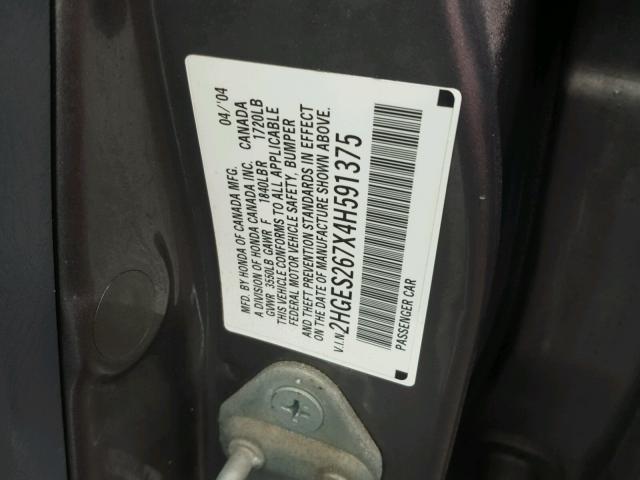 MFD. BY HONDA OF CANADA MFG. 04/'04
A DIVISION OF HONDA CANADA INC. CANADA
GVWR 3550LB GAWR F 1840LBR 1720LB
THIS VEHICLE CONFORMS TO ALL APPLICABLE
FEDERAL MOTOR VEHICLE SAFETY, BUMPER
AND THEFT PREVENTION STANDARDS IN EFFECT
ON THE DATE OF MANUFACTURE SHOWN ABOVE.
V.I.N. 2HGES267X4H591375
PASSENGER CAR